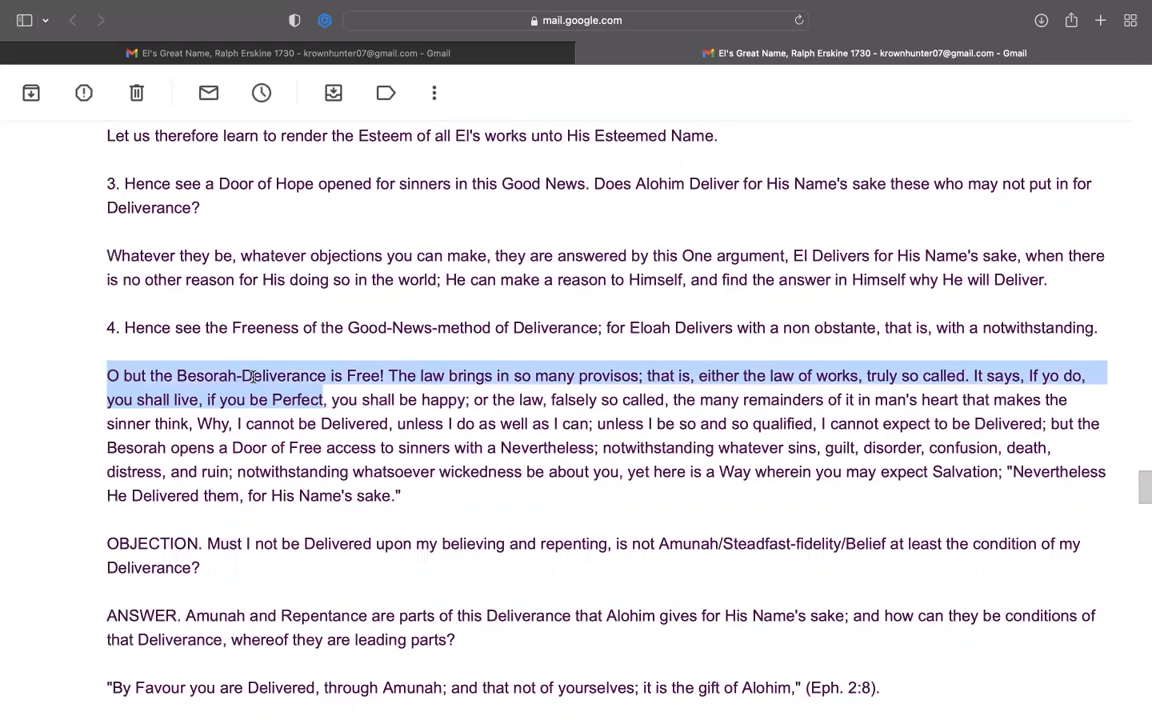 mail.google.com
El's Great Name, Ralph Erskine 1730 - krownhunter07@gmail.com - Gmail
El's Great Name, Ralph Erskine 1730 - krownhunter07@gmail.com - Gmail
Let us therefore learn to render the Esteem of all El's works unto His Esteemed Name.
3. Hence see a Door of Hope opened for sinners in this Good News. Does Alohim Deliver for His Name's sake these who may not put in for
Deliverance?
Whatever they be, whatever objections you can make, they are answered by this One argument, El Delivers for His Name's sake, when there
is no other reason for His doing so in the world; He can make a reason to Himself, and find the answer in Himself why He will Deliver.
4. Hence see the Freeness of the Good-News-method of Deliverance; for Eloah Delivers with a non obstante, that is, with a notwithstanding.
O but the Besorah-Deliverance is Free! The law brings in so many provisos; that is, either the law of works, truly so called. It says, If yo do,
you shall live, if you be Perfect, you shall be happy; or the law, falsely so called, the many remainders of it in man's heart that makes the
sinner think, Why, I cannot be Delivered, unless I do as well as I can; unless I be so and so qualified, I cannot expect to be Delivered; but the
Besorah opens a Door of Free access to sinners with a Nevertheless; notwithstanding whatever sins, guilt, disorder, confusion, death,
distress, and ruin; notwithstanding whatsoever wickedness be about you, yet here is a Way wherein you may expect Salvation; "Nevertheless
He Delivered them, for His Name's sake."
OBJECTION. Must I not be Delivered upon my believing and repenting, is not Amunah/Steadfast-fidelity/Belief at least the condition of my
Deliverance?
ANSWER. Amunah and Repentance are parts of this Deliverance that Alohim gives for His Name's sake; and how can they be conditions of
that Deliverance, whereof they are leading parts?
"By Favour you are Delivered, through Amunah; and that not of yourselves; it is the gift of Alohim," (Eph. 2:8).